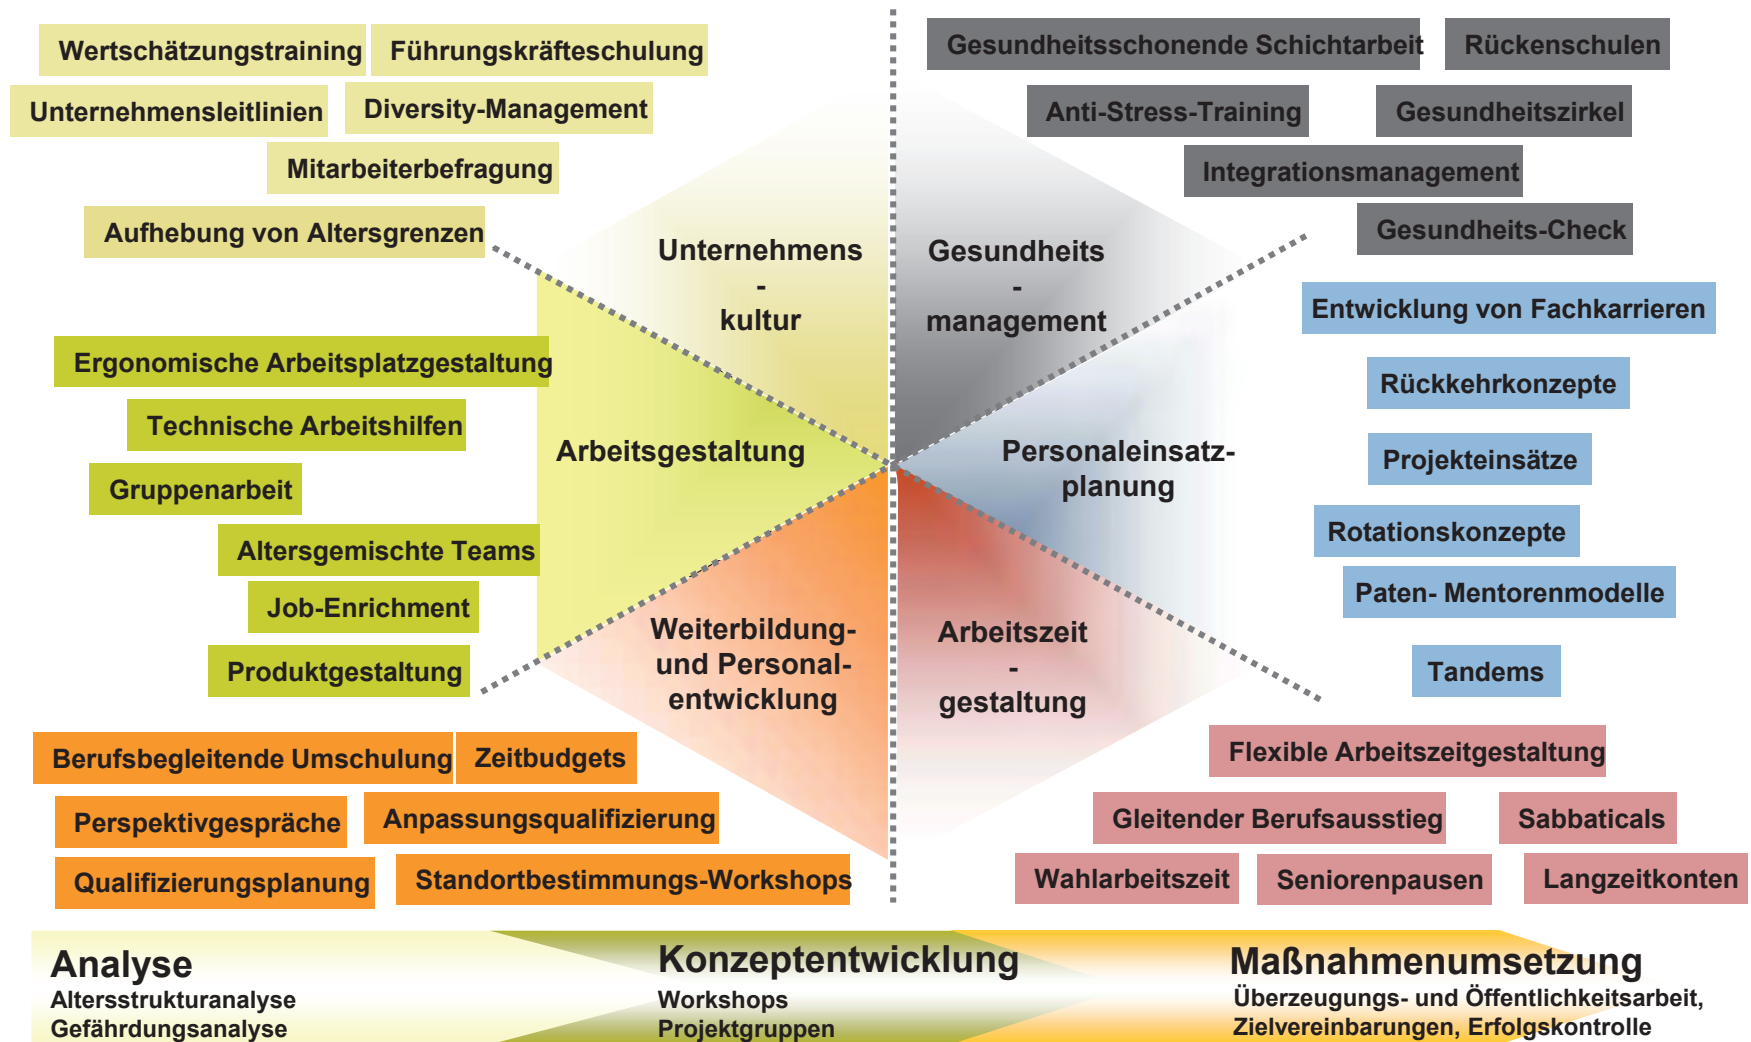 Wertschätzungstraining
Führungskräfteschulung
Unternehmensleitlinien
Diversity-Management
Mitarbeiterbefragung
Aufhebung von Altersgrenzen
Gesundheitsschonende Schichtarbeit
Rückenschulen
Anti-Stress-Training
Gesundheitszirkel
Integrationsmanagement
Gesundheits-Check
Unternehmens
-
kultur
Gesundheits
-
management
Ergonomische Arbeitsplatzgestaltung
Technische Arbeitshilfen
Gruppenarbeit
Altersgemischte Teams
Job-Enrichment
Produktgestaltung
Arbeitsgestaltung
Personaleinsatz-
planung
Entwicklung von Fachkarrieren
Rückkehrkonzepte
Projekteinsätze
Rotationskonzepte
Paten- Mentorenmodelle
Tandems
Weiterbildung-
und Personal-
entwicklung
Arbeitszeit
-
gestaltung
Berufsbegleitende Umschulung
Zeitbudgets
Perspektivgespräche
Anpassungsqualifizierung
Qualifizierungsplanung
Standortbestimmungs-Workshops
Flexible Arbeitszeitgestaltung
Gleitender Berufsausstieg
Sabbaticals
Wahlarbeitszeit
Seniorenpausen
Langzeitkonten
Analyse
Altersstrukturanalyse
Gefährdungsanalyse
Konzeptentwicklung
Workshops
Projektgruppen
Maßnahmenumsetzung
Überzeugungs- und Öffentlichkeitsarbeit,
Zielvereinbarungen, Erfolgskontrolle